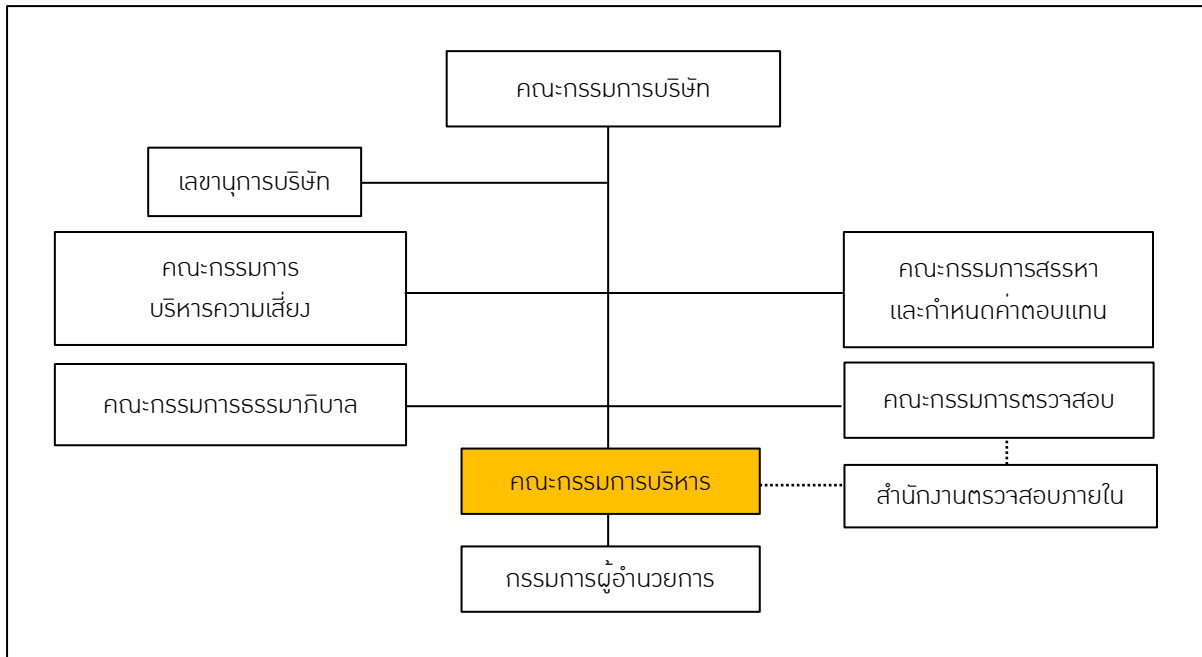 คณะกรรมการบริษัท
เลขานุการบริษัท
คณะกรรมการ
บริหารความเสี่ยง
คณะกรรมการสรรหา
และกำหนดค่าตอบแทน
คณะกรรมการธรรมาภิบาล
คณะกรรมการตรวจสอบ
คณะกรรมการบริหาร
สำนักงานตรวจสอบภายใน
กรรมการผู้อำนวยการ